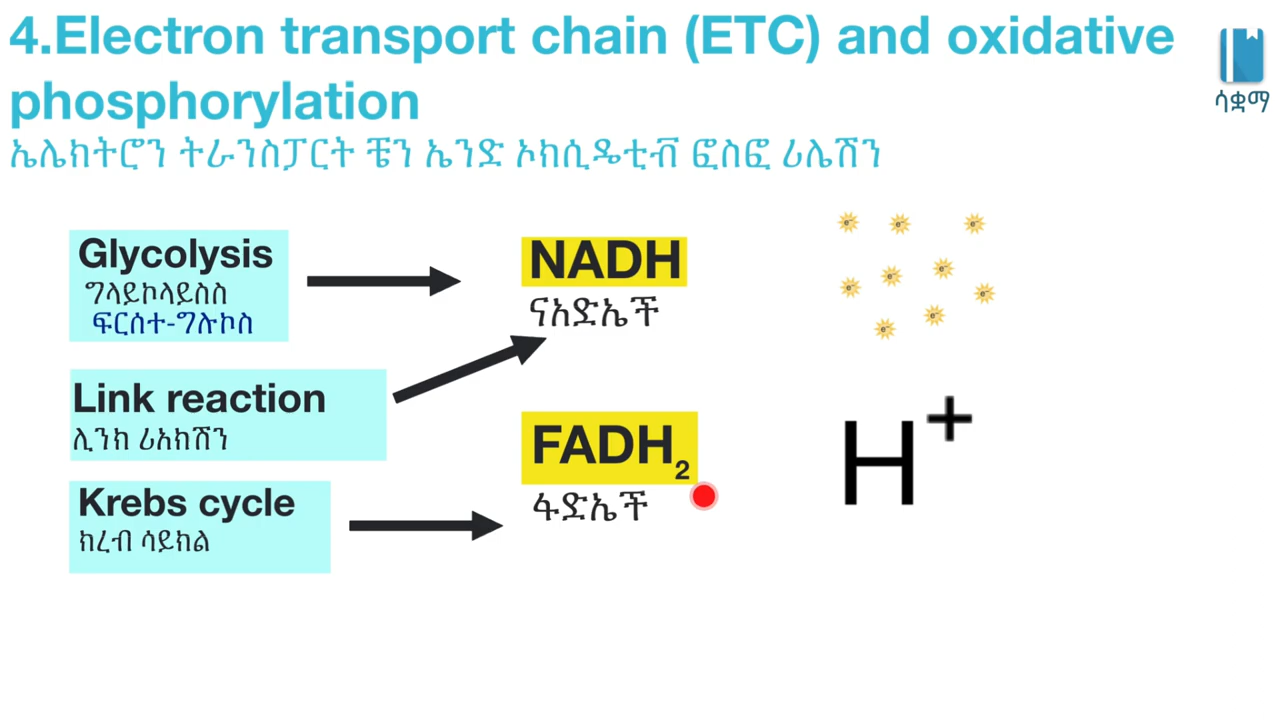 4.Electron transport chain (ETC) and oxidative
phosphorylation
ኤሌክትሮን ትራንስፓርት ቼን ኤንድ ኦክሲዴቲቭ ፎስፎ ሪሌሽን
ሳቋማ
Glycolysis
ግላይኮላይስስ
ፍርሰተ-ግሉኮስ
NADH
ናአድኤች
Link reaction
ሊንክ ሪአክሽን
FADH₂
ፋድኤች
Krebs cycle
ክረብ ሳይክል
e⁻
e⁻
e⁻
e⁻
e⁻
e⁻
e⁻
e⁻
e⁻
H⁺